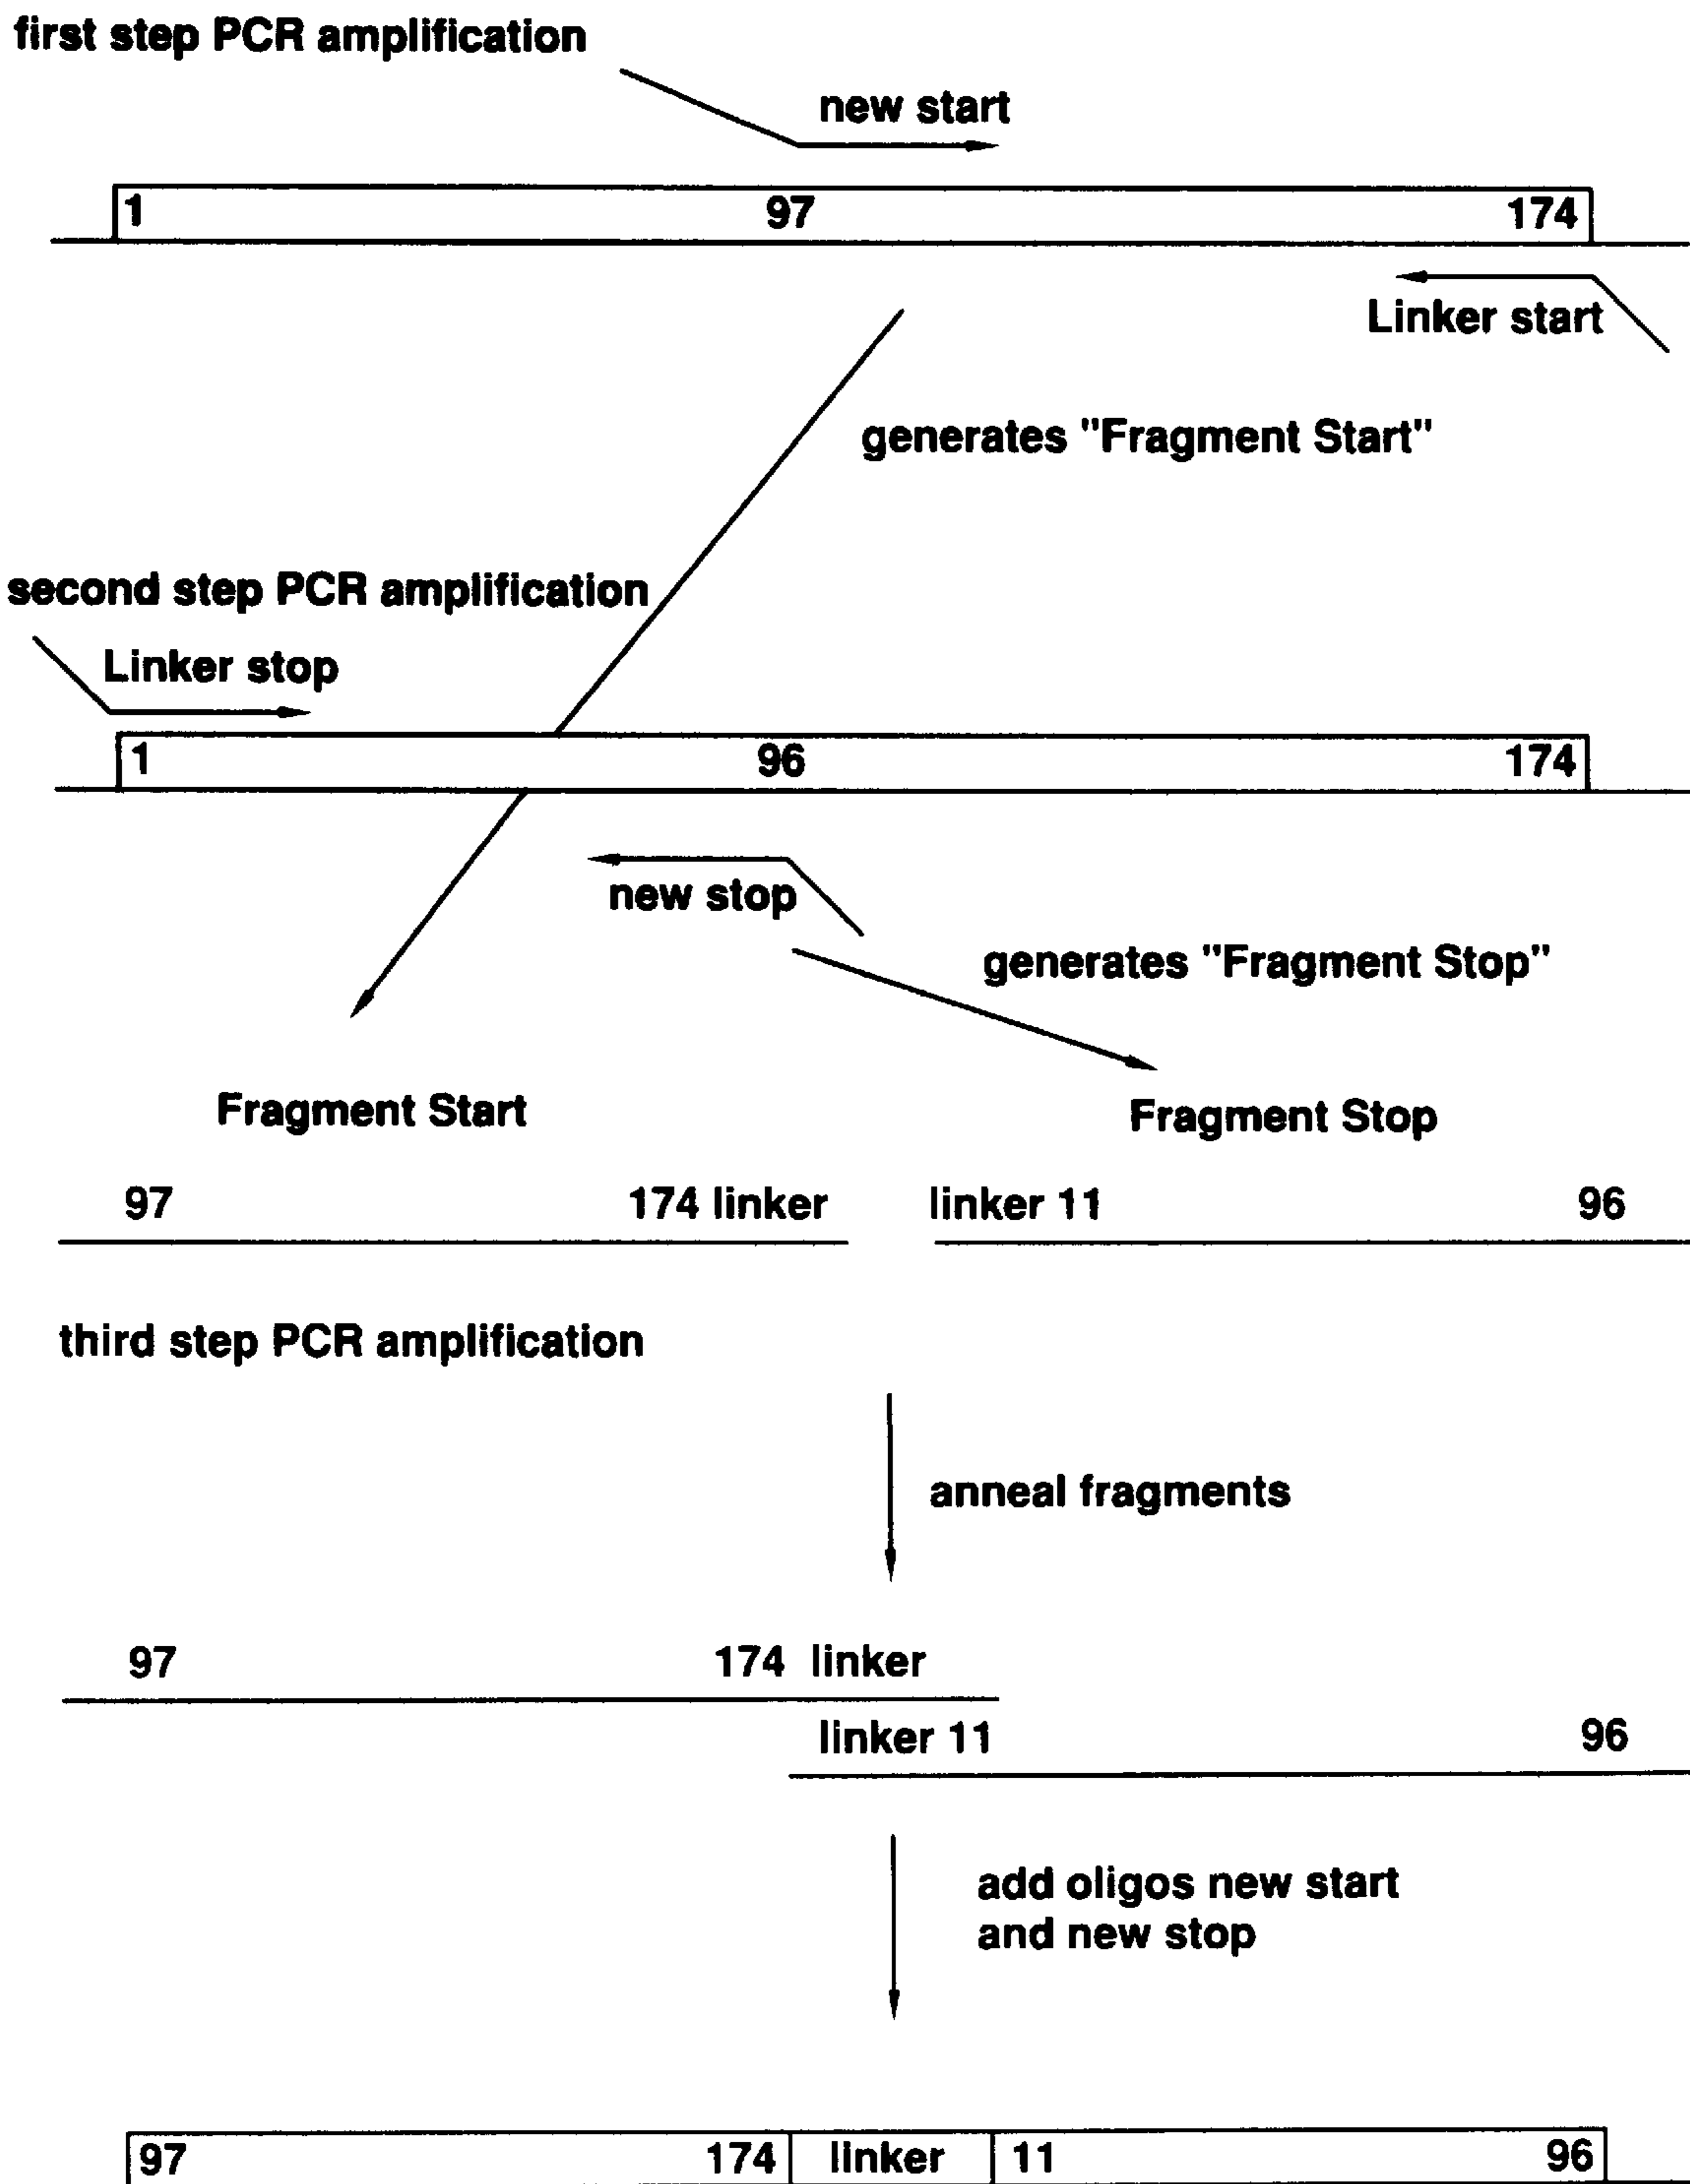 first step PCR amplification
new start
1 97 174
Linker start
generates "Fragment Start"
second step PCR amplification
Linker stop
1 96 174
new stop
generates "Fragment Stop"
Fragment Start
Fragment Stop
97 174 linker linker 11 96
third step PCR amplification
anneal fragments
97 174 linker
linker 11 96
add oligos new start
and new stop
97 174 linker 11 96